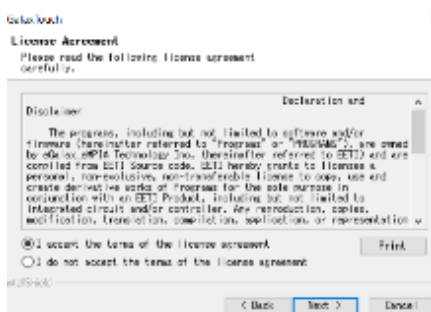 GalaxTouch
License Agreement
Please read the following license agreement
carefully.
Declaration and
Disclaimer
The programs, including but not limited to software and/or
firmware (hereinafter referred to "Programs" or "PROGRAMS"), are owned
by eGalax_eMPIA Technology Inc. (hereinafter referred to EETI) and are
compiled from EETI Source code. EETI hereby grants to licensee a
personal, non-exclusive, non-transferable license to copy, use and
create derivative works of Programs for the sole purpose in
conjunction with an EETI Product, including but not limited to
integrated circuit and/or controller. Any reproduction, copies,
modification, translation, compilation, application, or representation
I accept the terms of the license agreement
Print
I do not accept the terms of the license agreement
InstallShield
< Back
Next >
Cancel